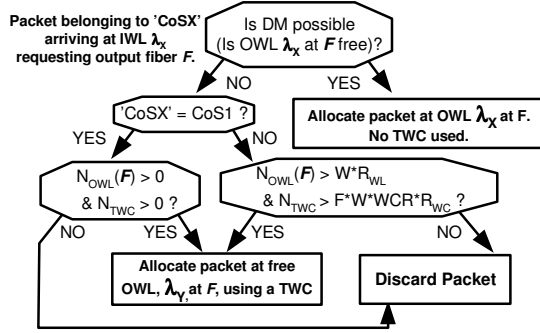 Packet belonging to 'CoSX'
arriving at IWL λX
requesting output fiber F.
Is DM possible
(Is OWL λX at F free)?
NO
YES
'CoSX' = CoS1 ?
Allocate packet at OWL λX at F.
No TWC used.
YES
NO
NOWL(F) > 0
& NTWC > 0 ?
NOWL(F) > W*RWL
& NTWC > F*W*WCR*RWC ?
NO
YES
YES
NO
Allocate packet at free
OWL, λY, at F, using a TWC
Discard Packet